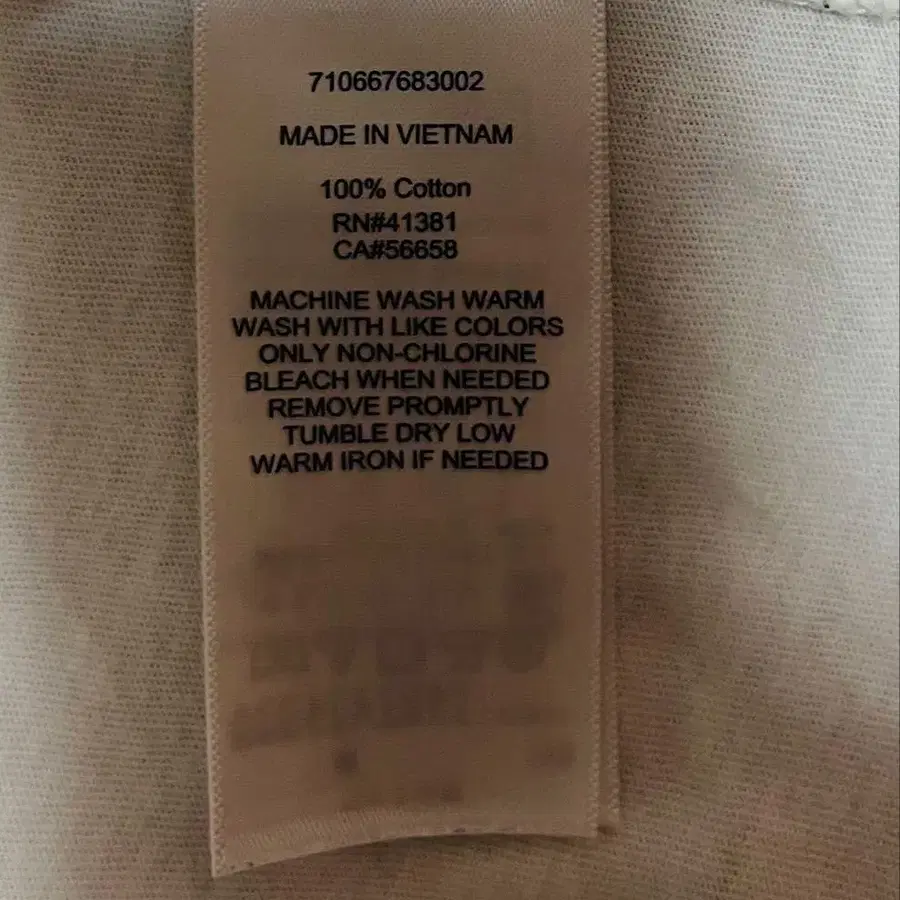 710667683002
MADE IN VIETNAM
100% Cotton
RN#41381
CA#56658
MACHINE WASH WARM
WASH WITH LIKE COLORS
ONLY NON-CHLORINE
BLEACH WHEN NEEDED
REMOVE PROMPTLY
TUMBLE DRY LOW
WARM IRON IF NEEDED